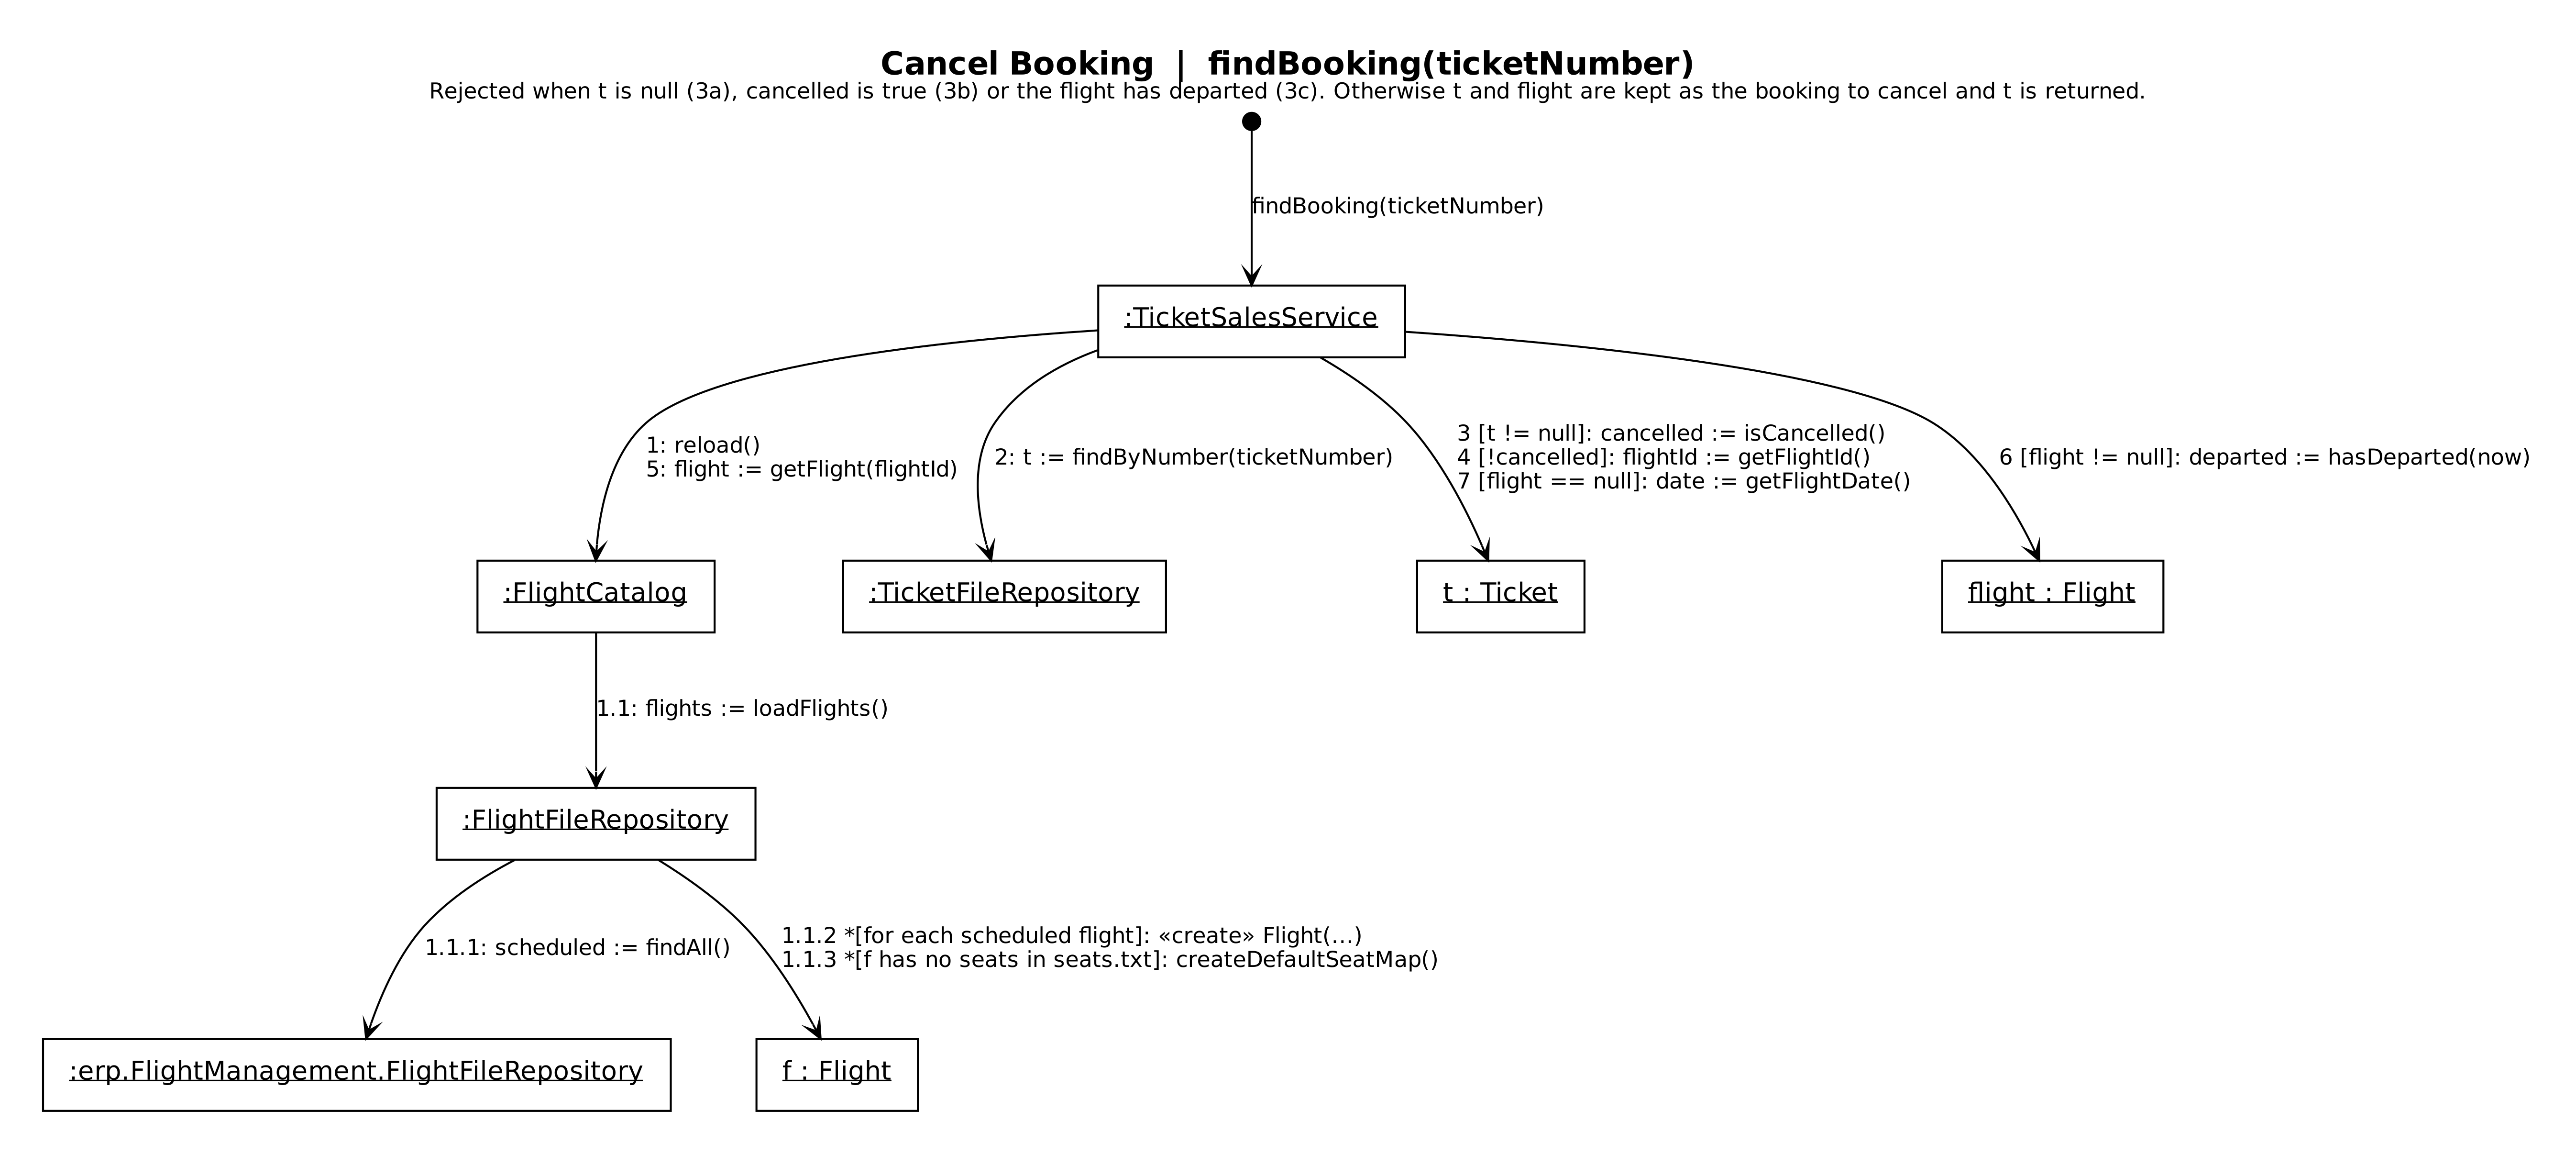 Cancel Booking | findBooking(ticketNumber)
Rejected when t is null (3a), cancelled is true (3b) or the flight has departed (3c). Otherwise t and flight are kept as the booking to cancel and t is returned.
findBooking(ticketNumber)
:TicketSalesService
1: reload()
5: flight := getFlight(flightId)
2: t := findByNumber(ticketNumber)
3 [t != null]: cancelled := isCancelled()
4 [!cancelled]: flightId := getFlightId()
7 [flight == null]: date := getFlightDate()
6 [flight != null]: departed := hasDeparted(now)
:FlightCatalog
:TicketFileRepository
t : Ticket
flight : Flight
1.1: flights := loadFlights()
:FlightFileRepository
1.1.1: scheduled := findAll()
1.1.2 *[for each scheduled flight]: «create» Flight(...)
1.1.3 *[f has no seats in seats.txt]: createDefaultSeatMap()
:erp.FlightManagement.FlightFileRepository
f : Flight